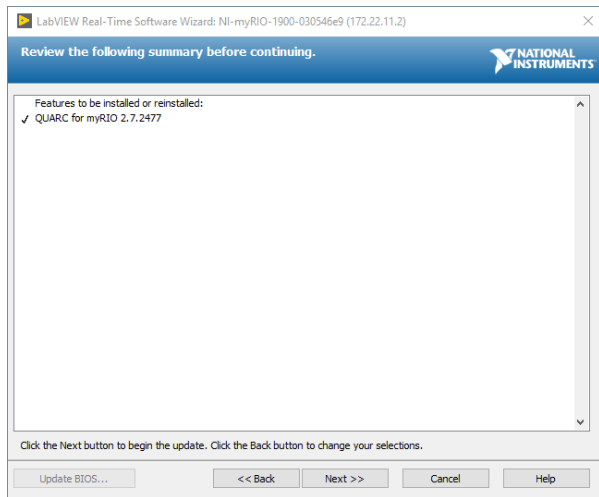 LabVIEW Real-Time Software Wizard: NI-myRIO-1900-030546e9 (172.22.11.2)
Review the following summary before continuing.
NATIONAL
INSTRUMENTS
Features to be installed or reinstalled:
✓ QUARC for myRIO 2.7.2477
Click the Next button to begin the update. Click the Back button to change your selections.
Update BIOS... << Back Next >> Cancel Help